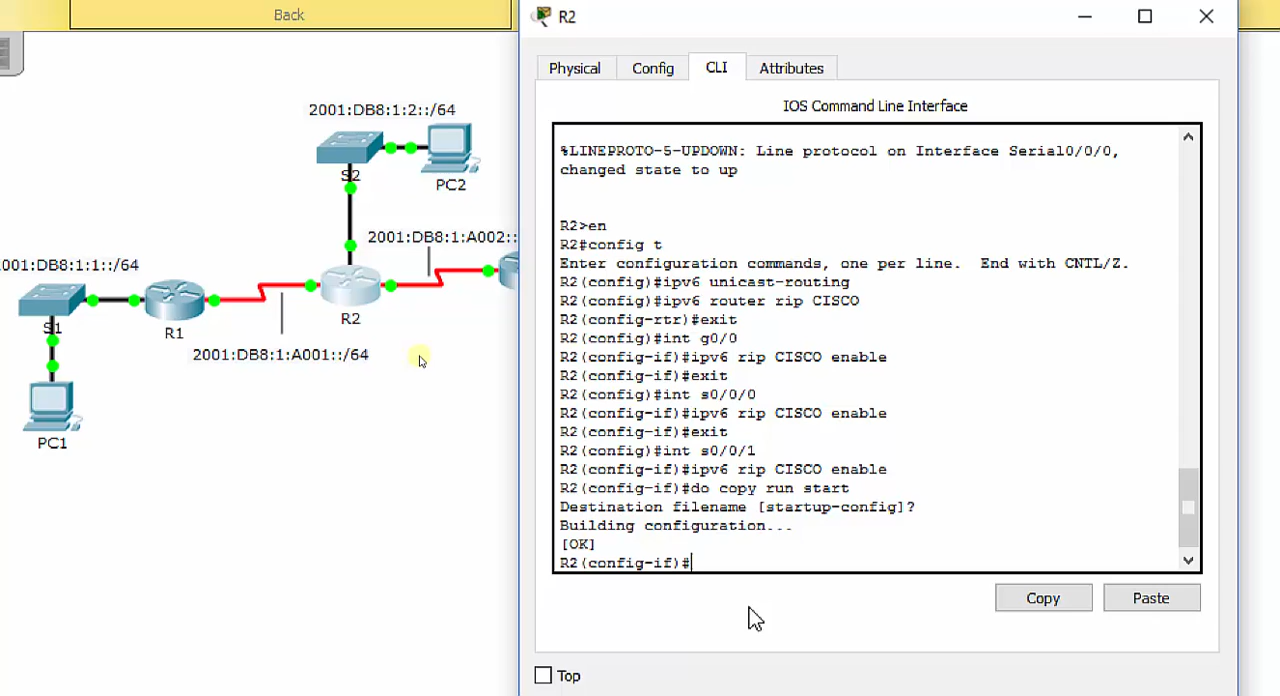 Back
2001:DB8:1:2::/64
S2
PC2
2001:DB8:1:A002::
001:DB8:1:1::/64
S1
R1
R2
2001:DB8:1:A001::/64
PC1
R2
Physical
Config
CLI
Attributes
IOS Command Line Interface
%LINEPROTO-5-UPDOWN: Line protocol on Interface Serial0/0/0,
changed state to up
R2>en
R2#config t
Enter configuration commands, one per line.  End with CNTL/Z.
R2(config)#ipv6 unicast-routing
R2(config)#ipv6 router rip CISCO
R2(config-rtr)#exit
R2(config)#int g0/0
R2(config-if)#ipv6 rip CISCO enable
R2(config-if)#exit
R2(config)#int s0/0/0
R2(config-if)#ipv6 rip CISCO enable
R2(config-if)#exit
R2(config)#int s0/0/1
R2(config-if)#ipv6 rip CISCO enable
R2(config-if)#do copy run start
Destination filename [startup-config]?
Building configuration...
[OK]
R2(config-if)#
Copy
Paste
Top